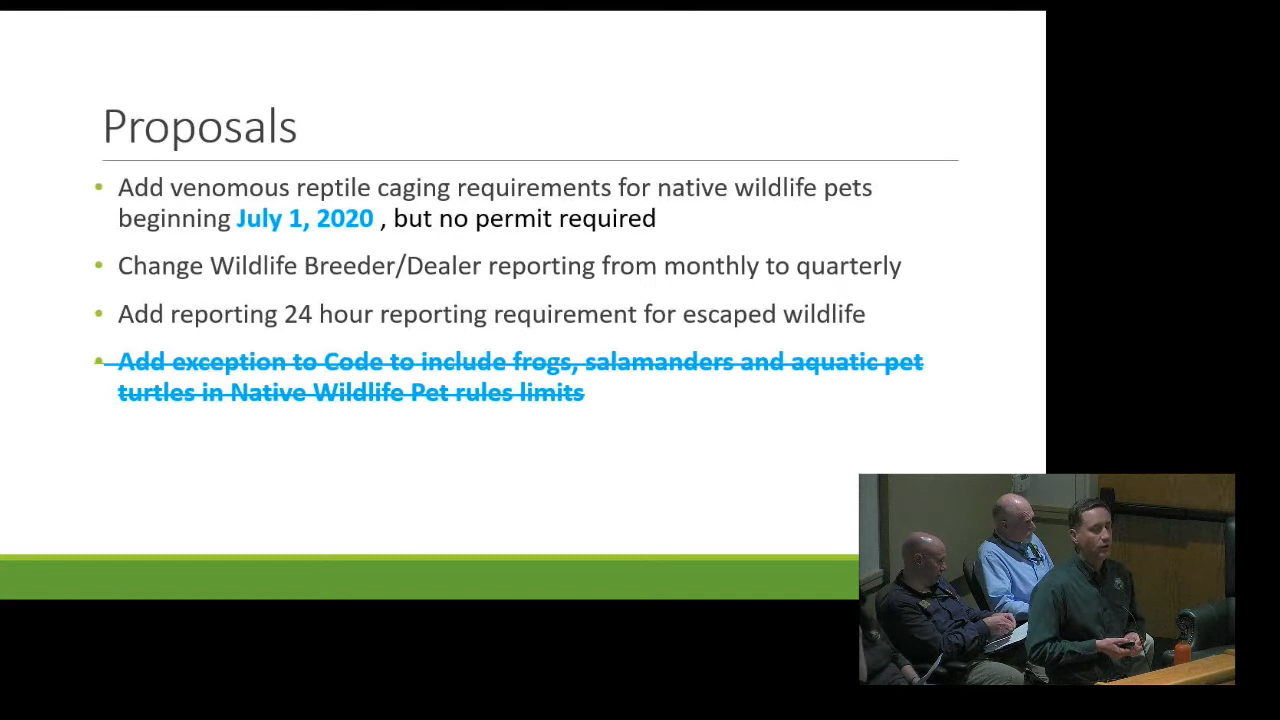 Proposals
• Add venomous reptile caging requirements for native wildlife pets
beginning July 1, 2020 , but no permit required
• Change Wildlife Breeder/Dealer reporting from monthly to quarterly
• Add reporting 24 hour reporting requirement for escaped wildlife
• Add exception to Code to include frogs, salamanders and aquatic pet
turtles in Native Wildlife Pet rules limits